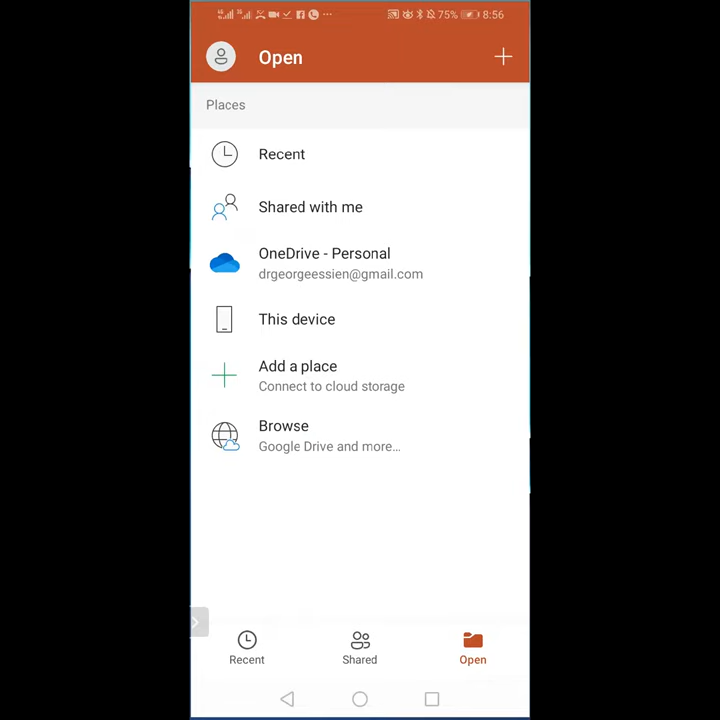 75% 8:56
Open
Places
Recent
Shared with me
OneDrive - Personal
drgeorgeessien@gmail.com
This device
Add a place
Connect to cloud storage
Browse
Google Drive and more...
Recent Shared Open